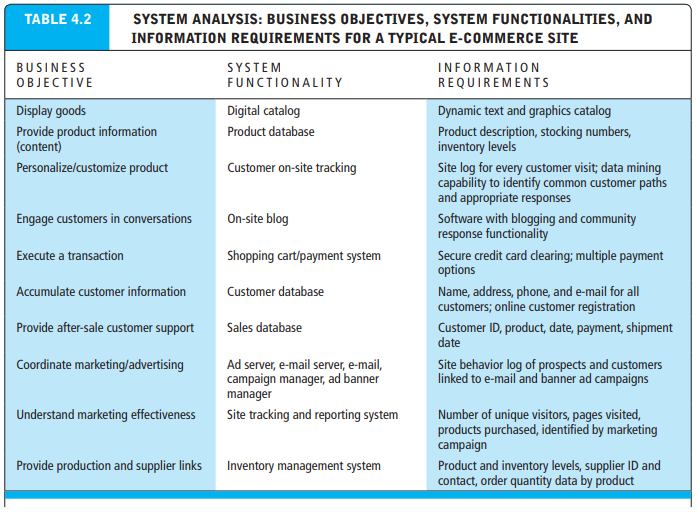 TABLE 4.2
SYSTEM ANALYSIS: BUSINESS OBJECTIVES, SYSTEM FUNCTIONALITIES, AND
INFORMATION REQUIREMENTS FOR A TYPICAL E-COMMERCE SITE
BUSINESS
OBJECTIVE
SYSTEM
FUNCTIONALITY
INFORMATION
REQUIREMENTS
Display goods
Digital catalog
Dynamic text and graphics catalog
Provide product information
(content)
Product database
Product description, stocking numbers,
inventory levels
Personalize/customize product
Customer on-site tracking
Site log for every customer visit; data mining
capability to identify common customer paths
and appropriate responses
Engage customers in conversations
On-site blog
Software with blogging and community
response functionality
Execute a transaction
Shopping cart/payment system
Secure credit card clearing; multiple payment
options
Accumulate customer information
Customer database
Name, address, phone, and e-mail for all
customers; online customer registration
Provide after-sale customer support
Sales database
Customer ID, product, date, payment, shipment
date
Coordinate marketing/advertising
Ad server, e-mail server, e-mail,
campaign manager, ad banner
manager
Site behavior log of prospects and customers
linked to e-mail and banner ad campaigns
Understand marketing effectiveness
Site tracking and reporting system
Number of unique visitors, pages visited,
products purchased, identified by marketing
campaign
Provide production and supplier links
Inventory management system
Product and inventory levels, supplier ID and
contact, order quantity data by product